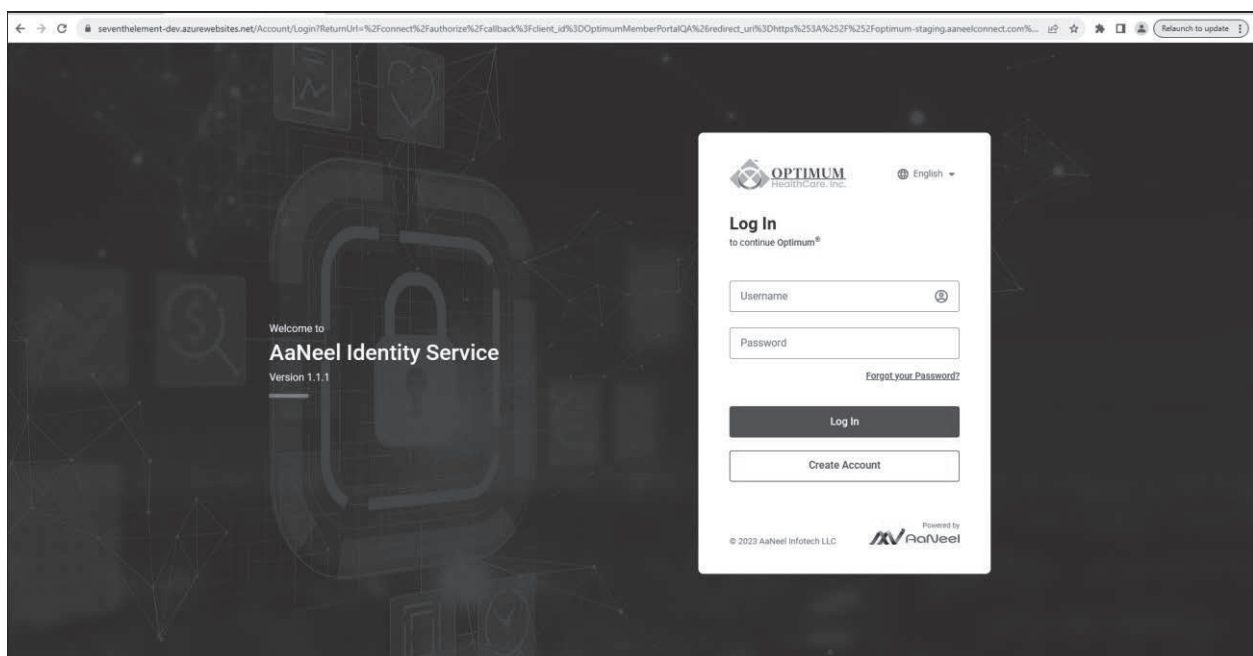 seventhelement-dev.azurewebsites.net/Account/Login?ReturnUrl=%2Fconnect%2Fauthorize%2Fcallback%3Fclient_id%3DOptimumMemberPortalQA%26redirect_uri%3Dhttps%253A%252F%252Foptimum-staging.aaneelconnect.com%...
Relaunch to update
OPTIMUM
HealthCare, Inc.
English
Log In
to continue Optimum®
Username
Password
Forgot your Password?
Log In
Create Account
© 2023 AaNeel Infotech LLC
Powered by
AaNeel
Welcome to
AaNeel Identity Service
Version 1.1.1